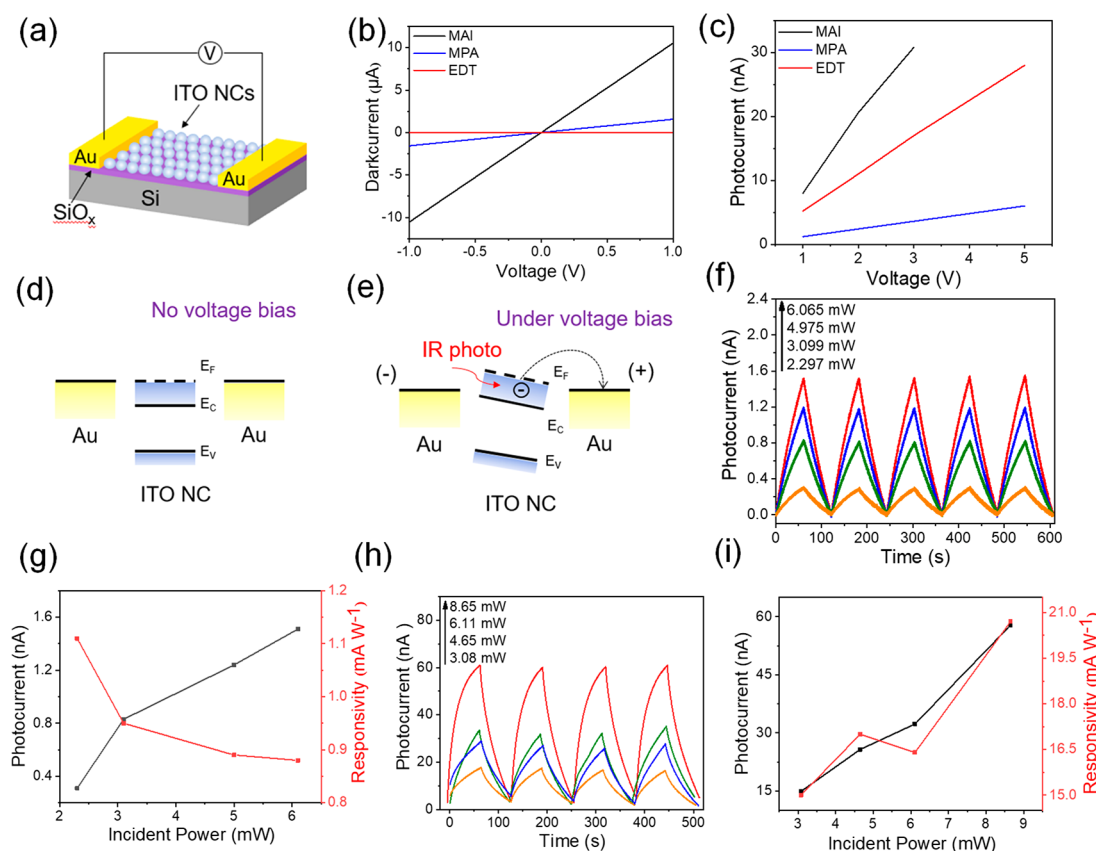 (a)
V
ITO NCs
Au
Au
Si
SiOx
(b)
MAI
MPA
EDT
Darkcurrent (μA)
10
5
0
-5
-10
-1.0
-0.5
0.0
0.5
1.0
Voltage (V)
(c)
MAI
MPA
EDT
Photocurrent (nA)
30
20
10
0
1
2
3
4
5
Voltage (V)
(d)
No voltage bias
EF
EC
EV
Au
Au
ITO NC
(e)
Under voltage bias
IR photo
(-)
(+)
EF
EC
EV
Au
Au
ITO NC
(f)
6.065 mW
4.975 mW
3.099 mW
2.297 mW
Photocurrent (nA)
2.4
2.0
1.6
1.2
0.8
0.4
0.0
0
100
200
300
400
500
600
Time (s)
(g)
Photocurrent (nA)
1.6
1.2
0.8
0.4
2
3
4
5
6
Incident Power (mW)
1.2
1.1
1.0
0.9
0.8
Responsivity (mA W-1)
(h)
8.65 mW
6.11 mW
4.65 mW
3.08 mW
Photocurrent (nA )
100
80
60
40
20
0
0
100
200
300
400
500
Time (s)
(i)
Photocurrent (nA)
60
45
30
15
3
4
5
6
7
8
9
Incident Power (mW)
21.0
19.5
18.0
16.5
15.0
Responsivity (mA W-1)